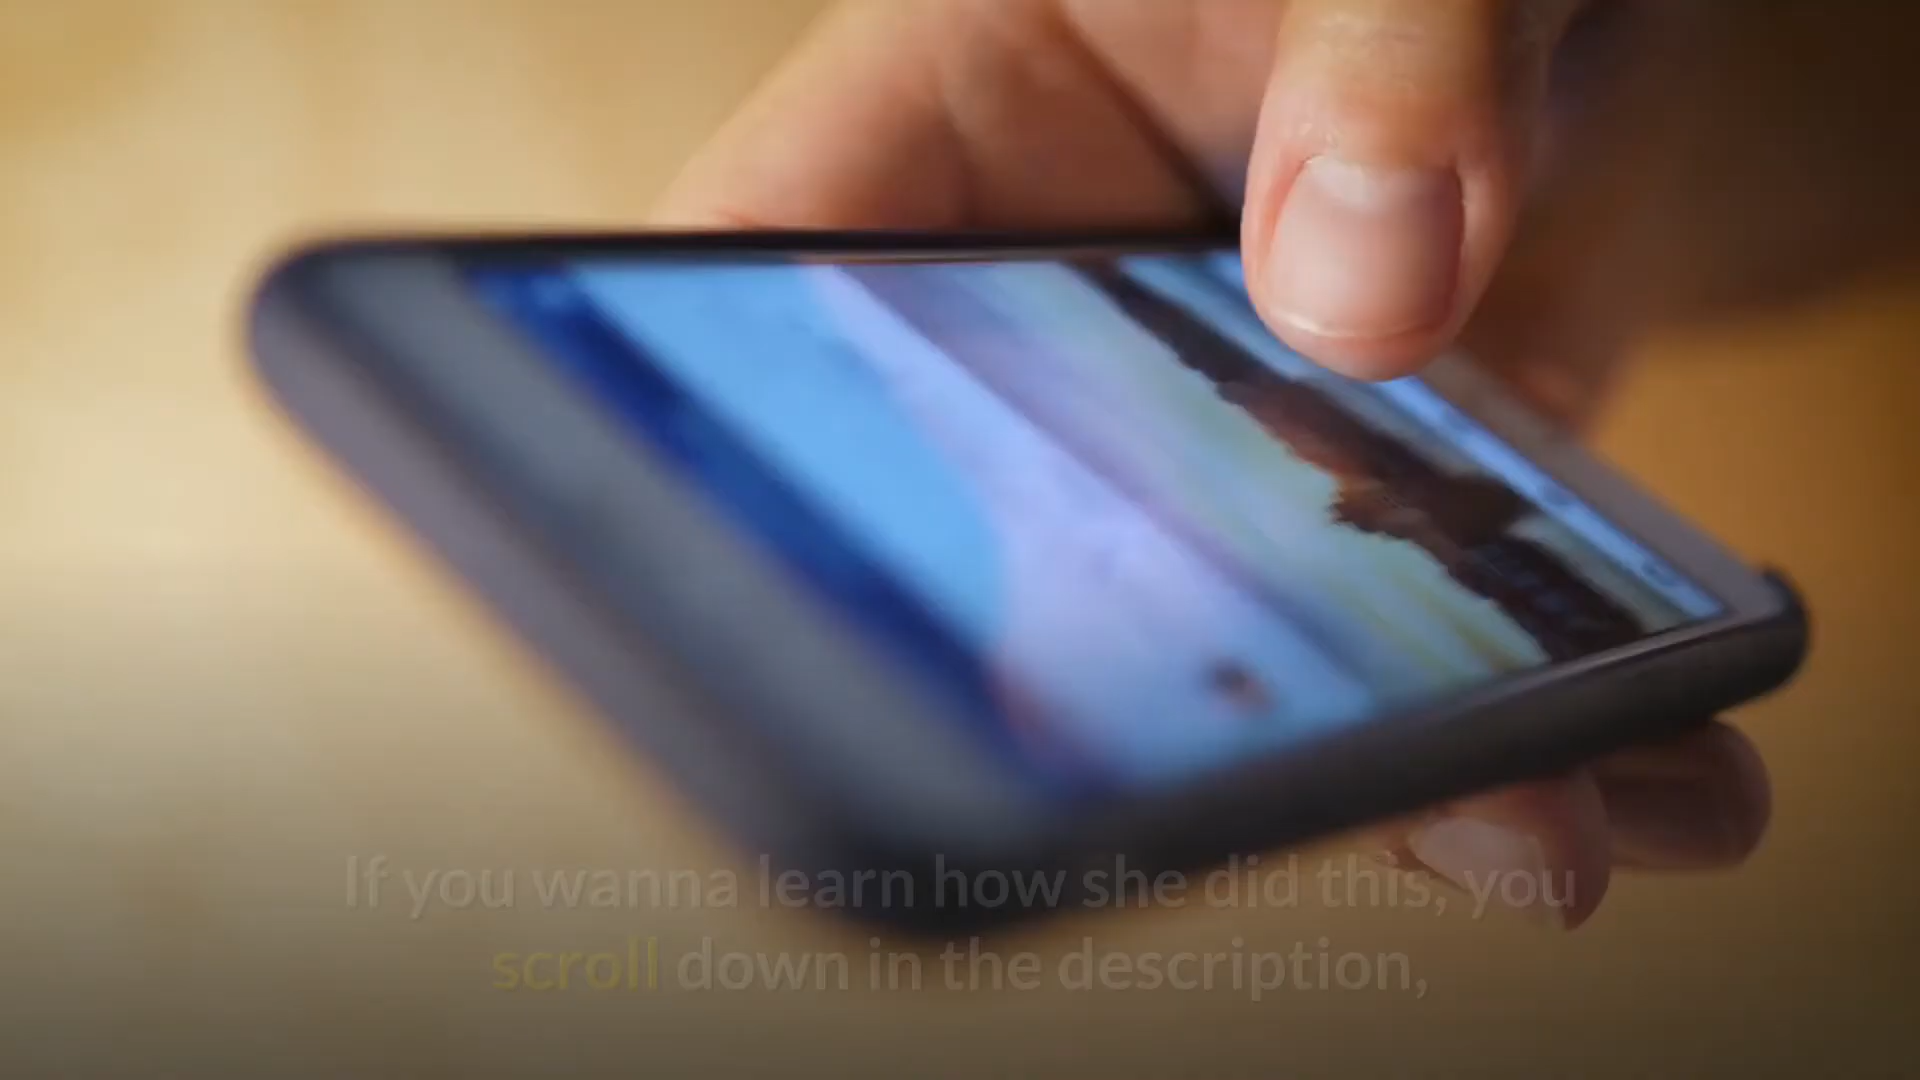 If you wanna learn how she did this, you
scroll down in the description,